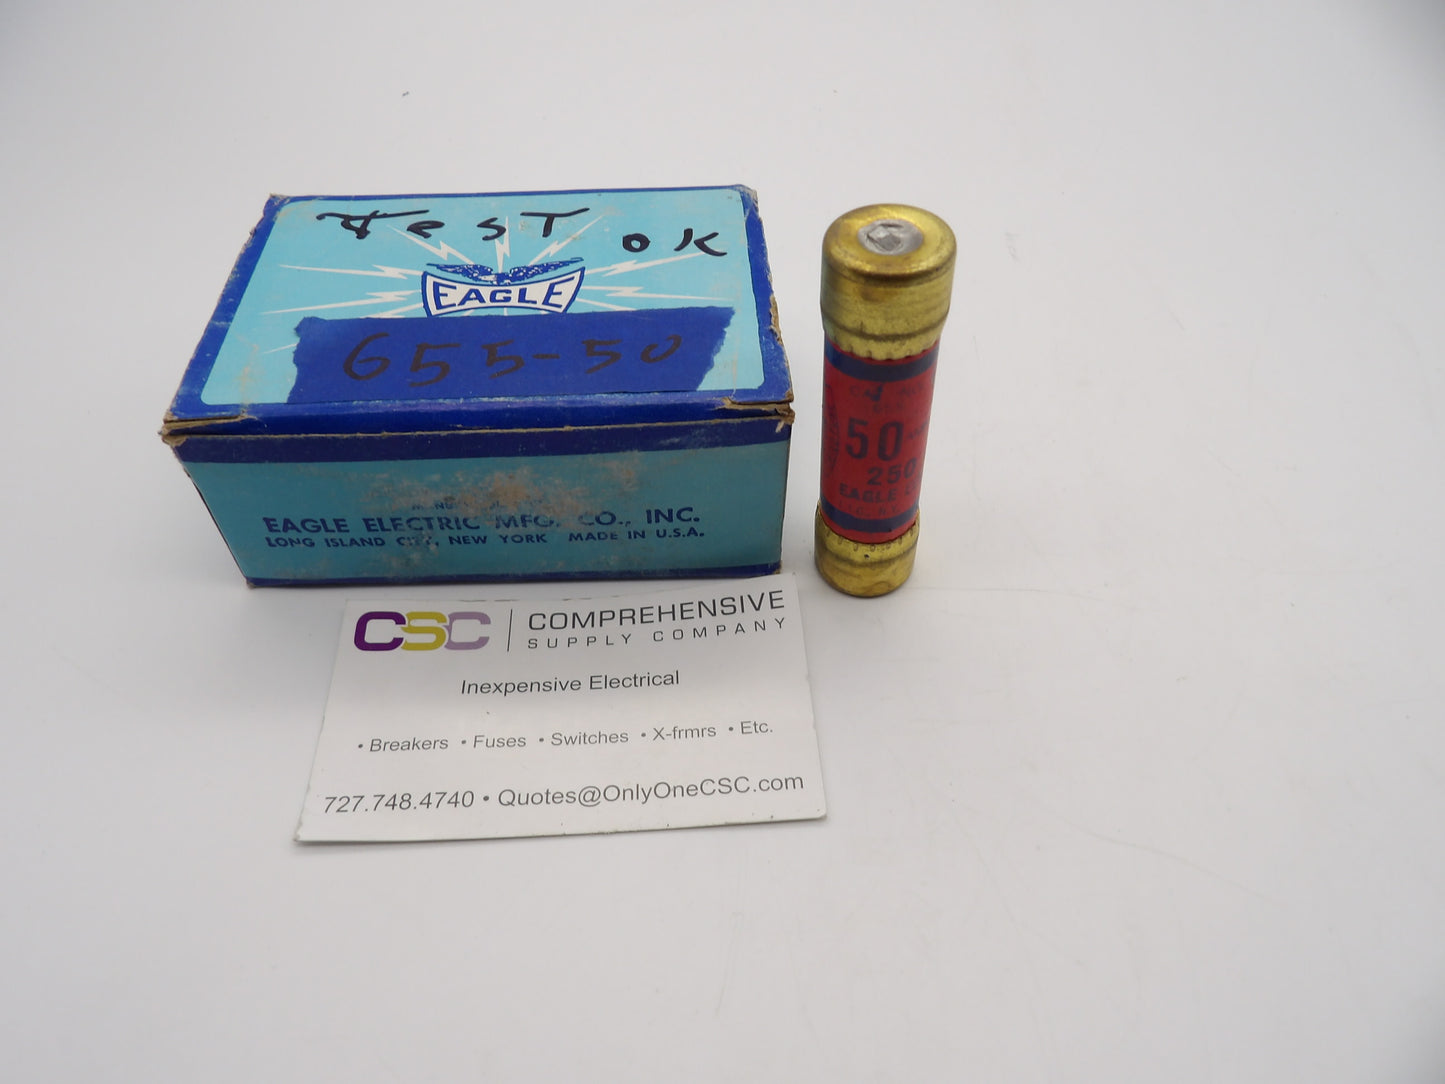 Test OK
EAGLE
655-50
EAGLE ELECTRIC MFG. CO., INC.
LONG ISLAND CITY, NEW YORK MADE IN U.S.A.
50
250
EAGLE
CSC | COMPREHENSIVE
SUPPLY COMPANY
Inexpensive Electrical
• Breakers • Fuses • Switches • X-frmrs • Etc.
727.748.4740 • Quotes@OnlyOneCSC.com